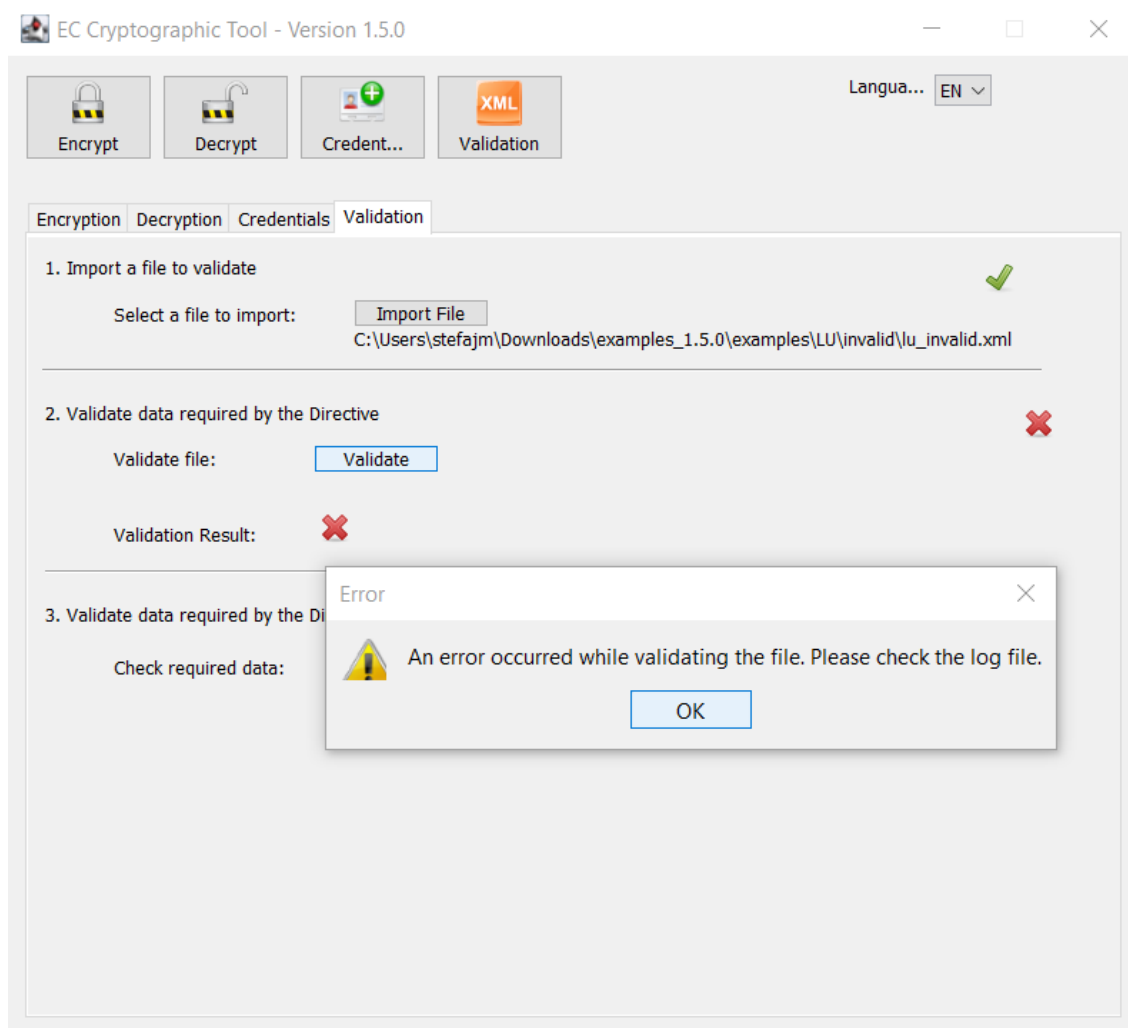 EC Cryptographic Tool - Version 1.5.0
Encrypt Decrypt Credent... XML Validation Langua... EN
Encryption Decryption Credentials Validation
1. Import a file to validate
Select a file to import: Import File
C:\Users\stefajm\Downloads\examples_1.5.0\examples\LU\invalid\lu_invalid.xml
2. Validate data required by the Directive
Validate file: Validate
Validation Result:
Error
3. Validate data required by the Di
An error occurred while validating the file. Please check the log file.
Check required data:
OK